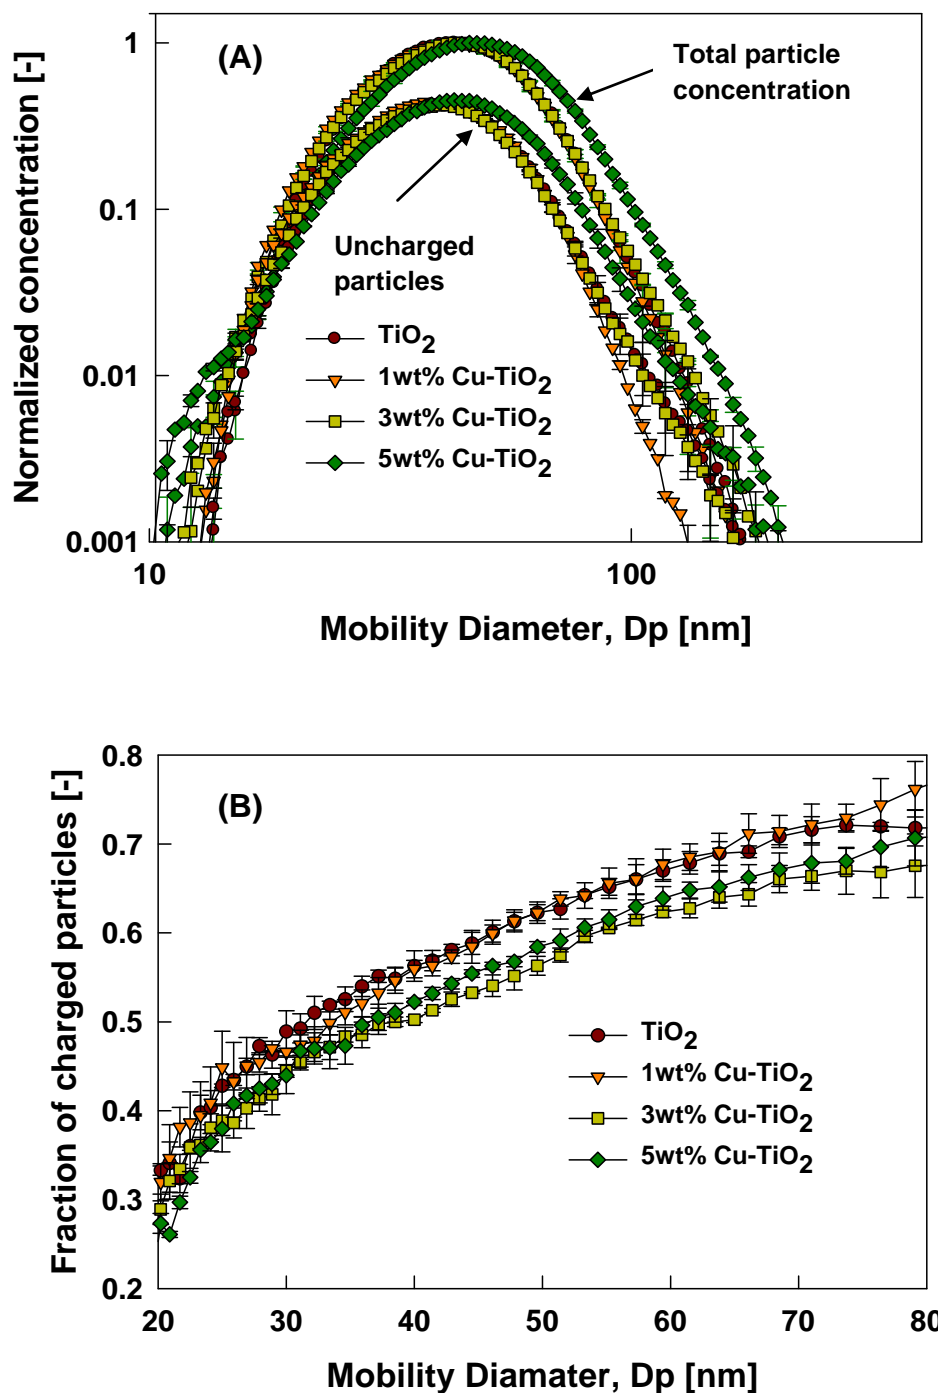 (A)
Total particle
concentration
Uncharged
particles
TiO2
1wt% Cu-TiO2
3wt% Cu-TiO2
5wt% Cu-TiO2
Normalized concentration [-]
1
0.1
0.01
0.001
10
100
Mobility Diameter, Dp [nm]
(B)
Fraction of charged particles [-]
0.8
0.7
0.6
0.5
0.4
0.3
0.2
TiO2
1wt% Cu-TiO2
3wt% Cu-TiO2
5wt% Cu-TiO2
20
30
40
50
60
70
80
Mobility Diamater, Dp [nm]